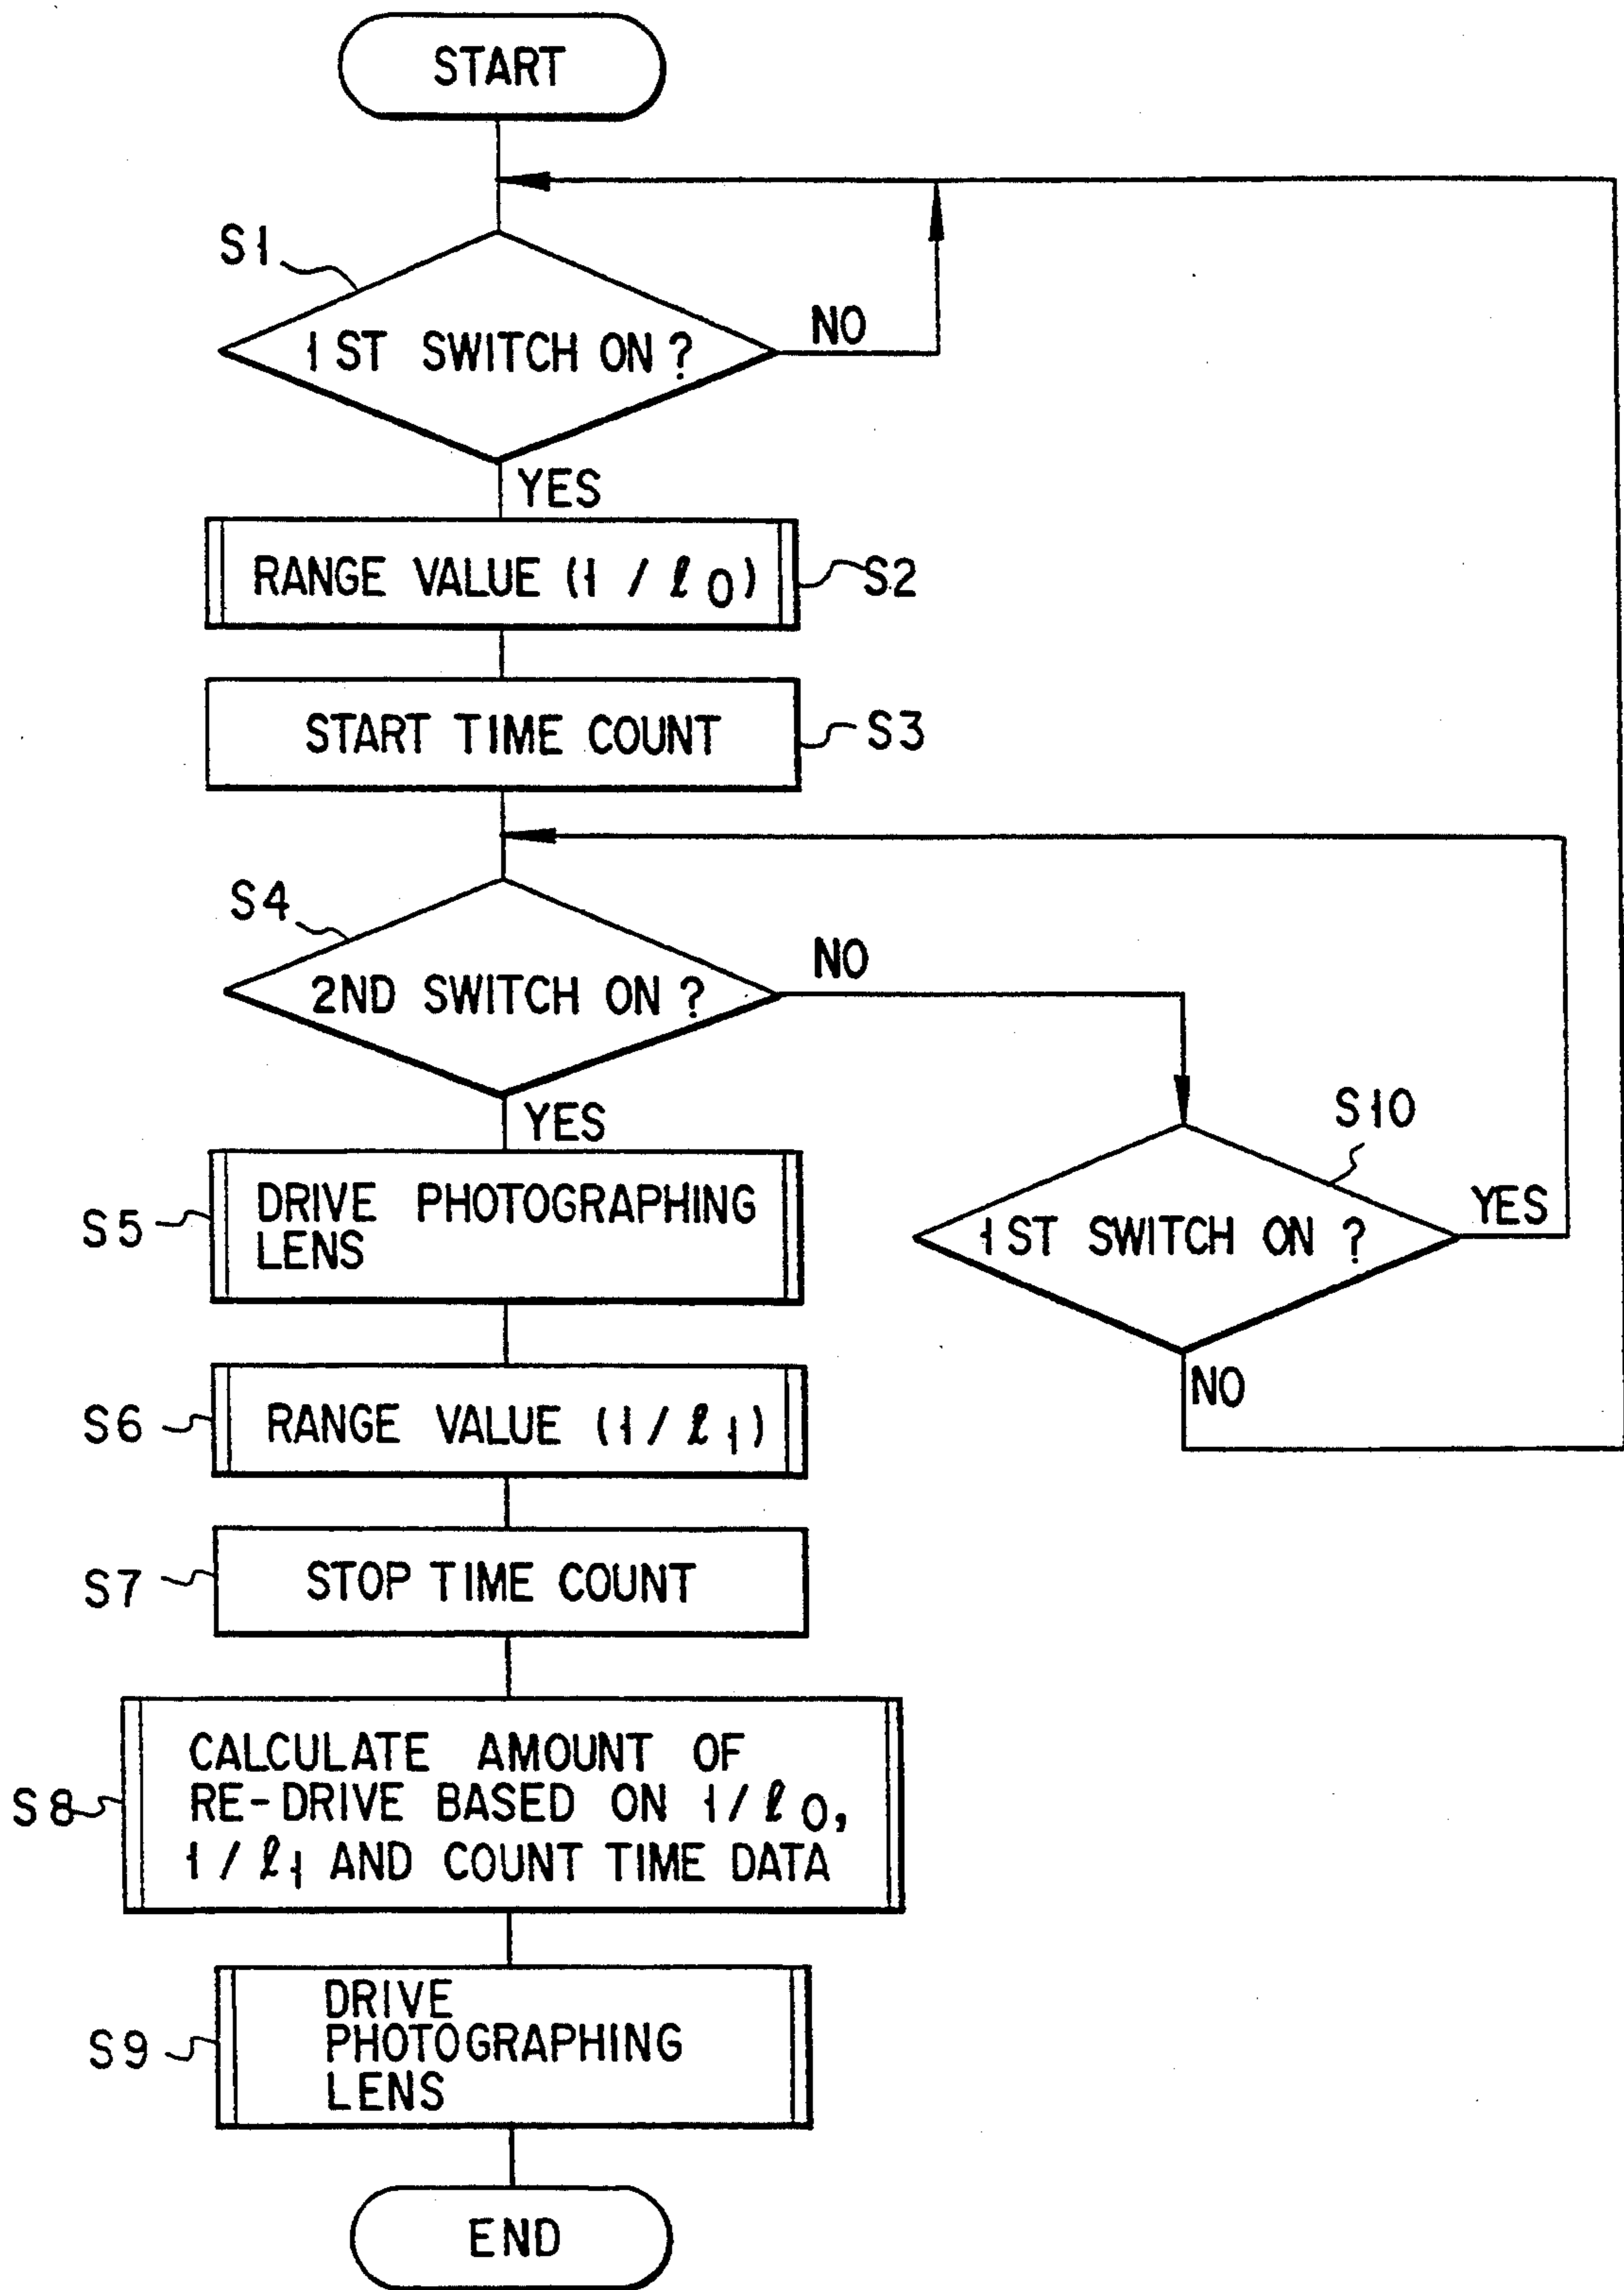 START
S1
1ST SWITCH ON ?
NO
YES
RANGE VALUE (1 / ℓ0)
S2
START TIME COUNT
S3
S4
2ND SWITCH ON ?
NO
YES
S10
1ST SWITCH ON ?
YES
NO
S5
DRIVE PHOTOGRAPHING
LENS
S6
RANGE VALUE (1 / ℓ1)
S7
STOP TIME COUNT
S8
CALCULATE AMOUNT OF
RE-DRIVE BASED ON 1 / ℓ0,
1 / ℓ1 AND COUNT TIME DATA
S9
DRIVE
PHOTOGRAPHING
LENS
END